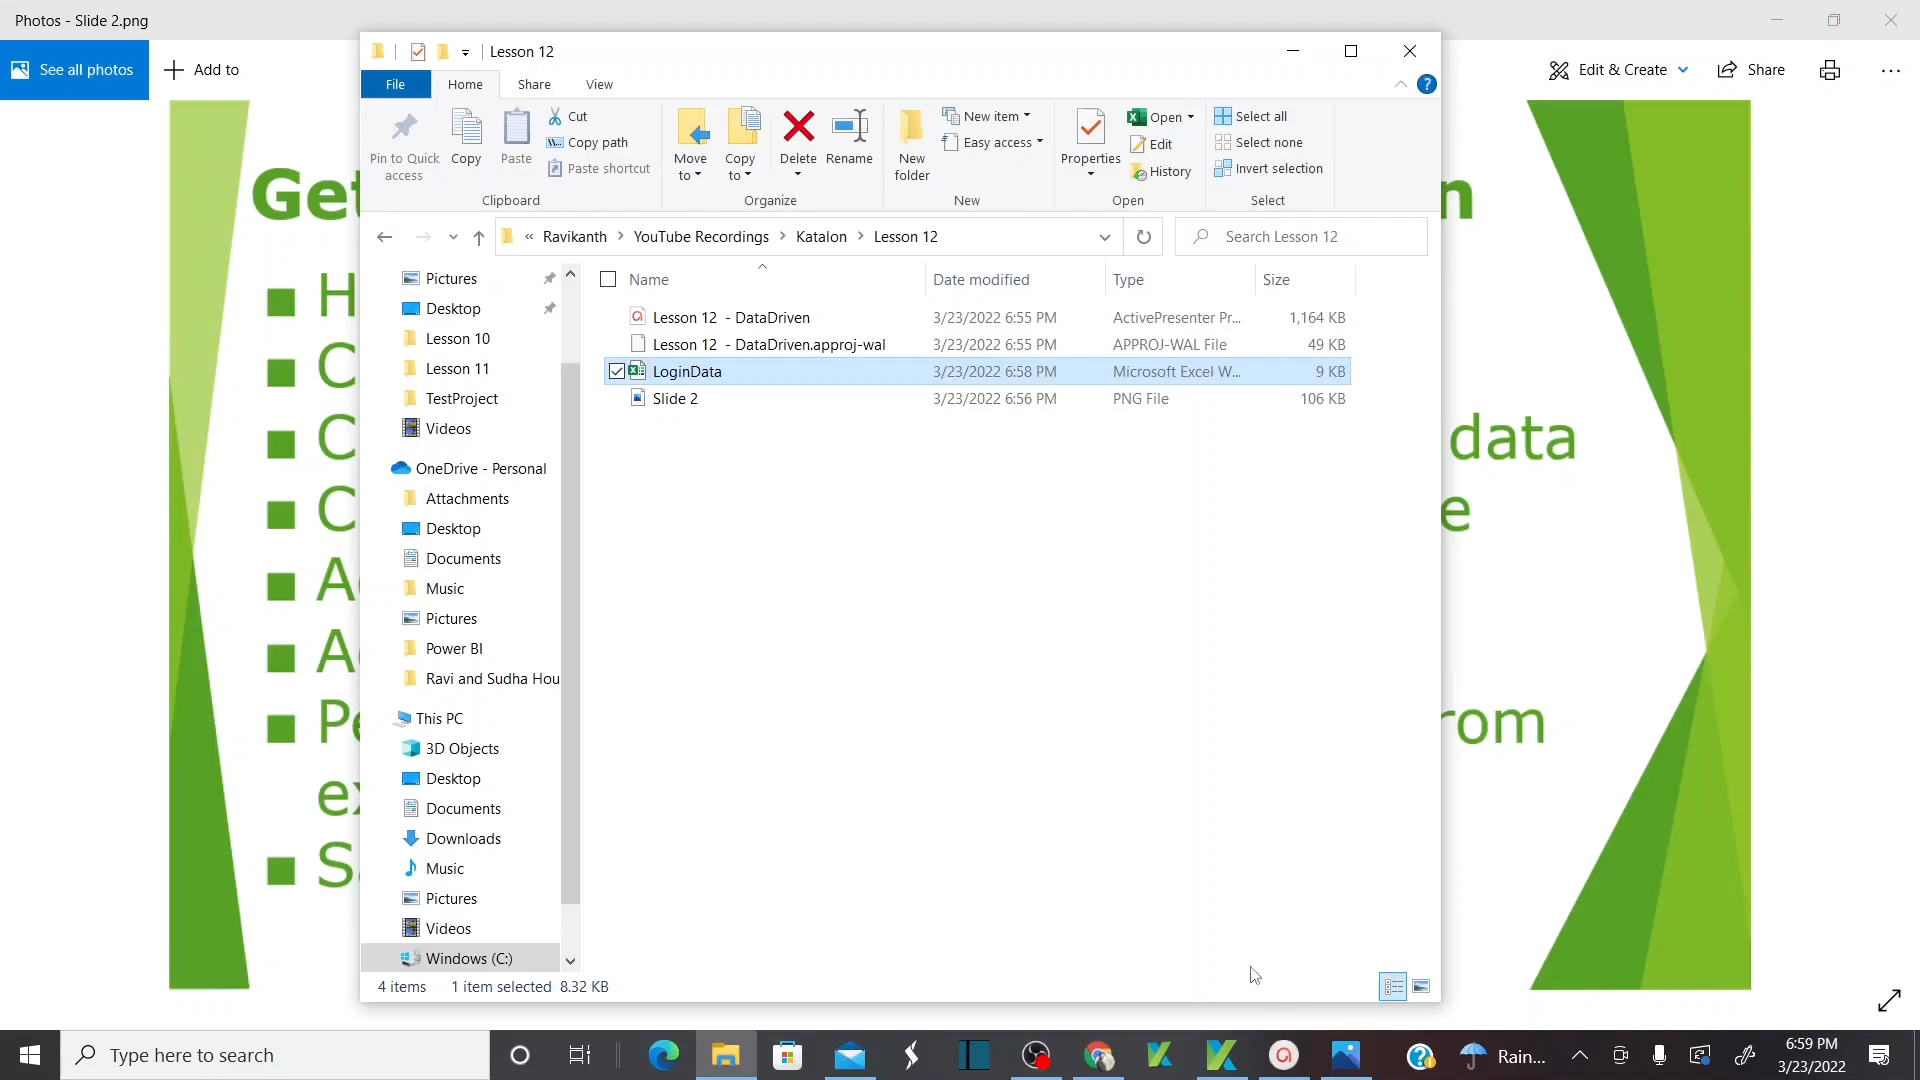 Photos - Slide 2.png
See all photos
Add to
Edit & Create
Share
Lesson 12
File
Home
Share
View
Pin to Quick access
Copy
Paste
Cut
Copy path
Paste shortcut
Clipboard
Move to
Copy to
Delete
Rename
Organize
New folder
New item
Easy access
New
Properties
Open
Edit
History
Open
Select all
Select none
Invert selection
Select
« Ravikanth > YouTube Recordings > Katalon > Lesson 12
Search Lesson 12
Name Date modified Type Size
Lesson 12 - DataDriven 3/23/2022 6:55 PM ActivePresenter Pr... 1,164 KB
Lesson 12 - DataDriven.approj-wal 3/23/2022 6:55 PM APPROJ-WAL File 49 KB
LoginData 3/23/2022 6:58 PM Microsoft Excel W... 9 KB
Slide 2 3/23/2022 6:56 PM PNG File 106 KB
Pictures
Desktop
Lesson 10
Lesson 11
TestProject
Videos
OneDrive - Personal
Attachments
Desktop
Documents
Music
Pictures
Power BI
Ravi and Sudha Hou
This PC
3D Objects
Desktop
Documents
Downloads
Music
Pictures
Videos
Windows (C:)
4 items 1 item selected 8.32 KB
data
Type here to search
Rain...
6:59 PM
3/23/2022